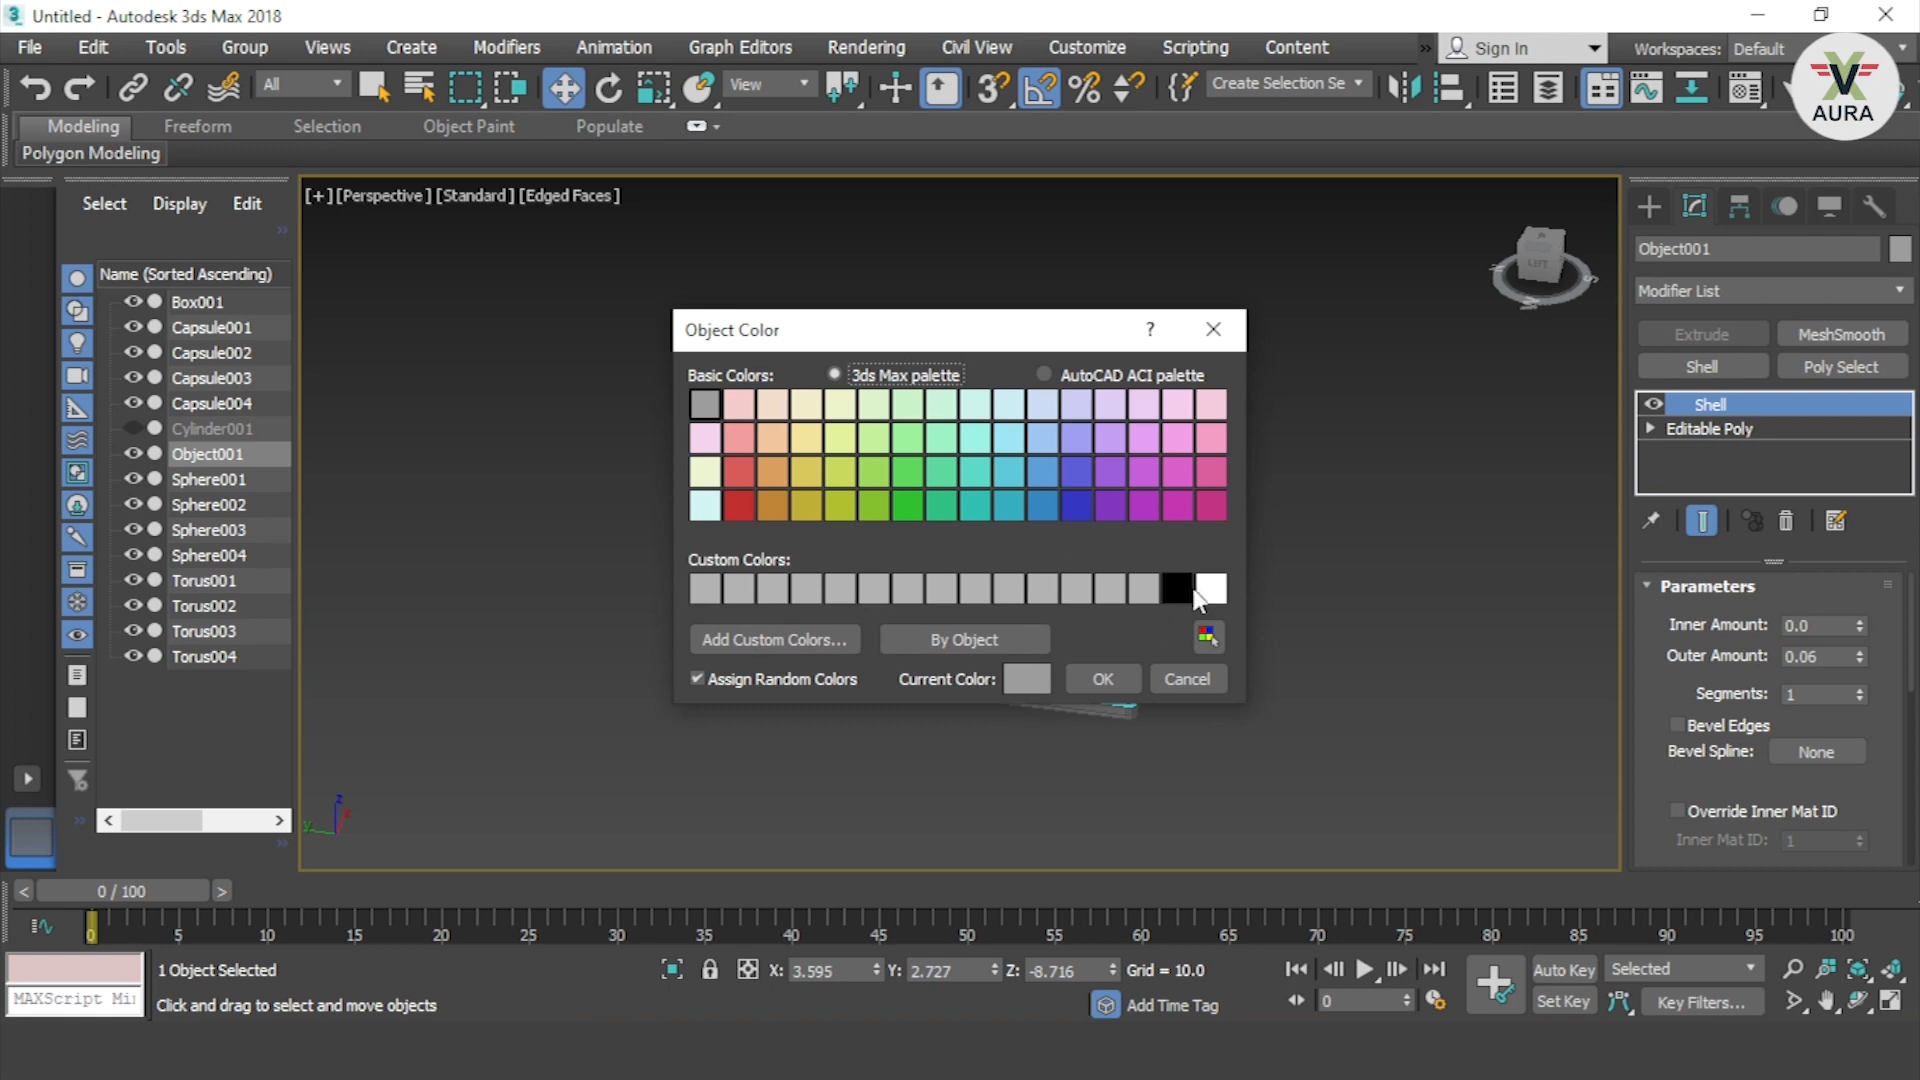 Untitled - Autodesk 3ds Max 2018
File Edit Tools Group Views Create Modifiers Animation Graph Editors Rendering Civil View Customize Scripting Content Sign In Workspaces: Default
All View Create Selection Se
AURA
Modeling Freeform Selection Object Paint Populate
Polygon Modeling
Select Display Edit
[+] [Perspective] [Standard] [Edged Faces]
LEFT
Object001
Name (Sorted Ascending)
Modifier List
Box001
Capsule001
Capsule002
Capsule003
Capsule004
Cylinder001
Object001
Sphere001
Sphere002
Sphere003
Sphere004
Torus001
Torus002
Torus003
Torus004
Object Color ?
Basic Colors: 3ds Max palette AutoCAD ACI palette
Custom Colors:
Add Custom Colors... By Object
Assign Random Colors Current Color: OK Cancel
Extrude MeshSmooth
Shell Poly Select
Shell
Editable Poly
Parameters
Inner Amount: 0.0
Outer Amount: 0.06
Segments: 1
Bevel Edges
Bevel Spline: None
Override Inner Mat ID
Inner Mat ID: 1
z
y
0 / 100
0 5 10 15 20 25 30 35 40 45 50 55 60 65 70 75 80 85 90 95 100
1 Object Selected X: 3.595 Y: 2.727 Z: -8.716 Grid = 10.0 Auto Key Selected
MAXScript Mi
Click and drag to select and move objects Add Time Tag 0 Set Key Key Filters...